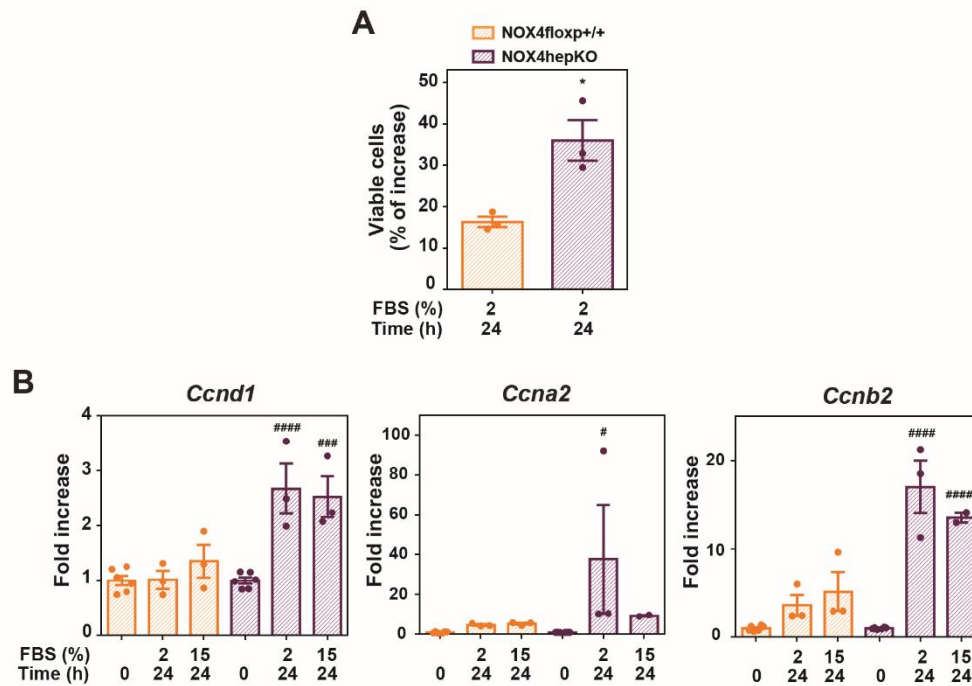 A
NOX4floxp+/+
NOX4hepKO
Viable cells
(% of increase)
50
40
30
20
10
0
*
FBS (%) 2 2
Time (h) 24 24
B
Ccnd1
Fold increase
4
3
2
1
0
####
###
FBS (%) 2 15 2 15
Time (h) 0 24 24 0 24 24
Ccna2
Fold increase
100
80
60
40
20
0
#
2 15 2 15
0 24 24 0 24 24
Ccnb2
Fold increase
20
10
0
####
####
2 15 2 15
0 24 24 0 24 24